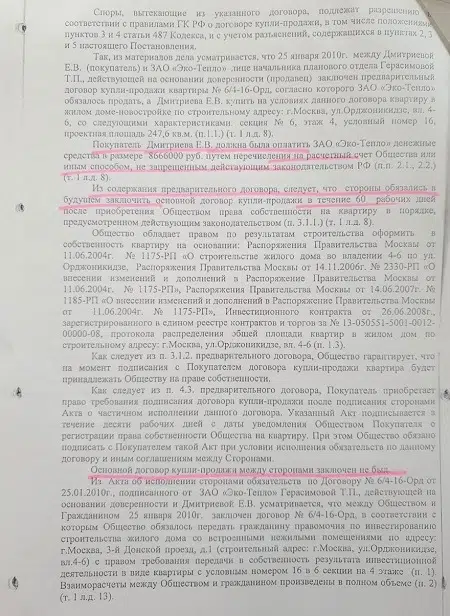 Споры, вытекающие из указанного договора, подлежат разрешению в
соответствии с правилами ГК РФ о договоре купли-продажи, в том числе положениями
пунктов 3 и 4 статьи 487 Кодекса, и с учетом разъяснений, содержащихся в пунктах 2, 3
и 5 настоящего Постановления.
Так, из материалов дела усматривается, что 25 января 2010г. между Дмитриевой
Е.В. (покупатель) и ЗАО «Эко-Тепло» лице начальника планового отдела Герасимовой
Т.П., действующей на основании доверенности (продавец) заключен предварительный
договор купли-продажи квартиры № 6/4-16-Орд, согласно которого ЗАО «Эко-Тепло»
обязалось продать, а Дмитриева Е.В. купить на условиях данного договора квартиру в
жилом доме-новостройке по строительному адресу: г.Москва, ул.Орджоникидзе, вл. 4-
6, со следующими характеристиками: секция № 6, этаж 4, условный номер 16,
проектная площадь 247,6 кв.м. (п.1.1.) (т. 1 л.д. 8).
Покупатель Дмитриева Е.В. должна была оплатить ЗАО «Эко-Тепло» денежные
средства в размере 8666000 руб. путем перечисления на расчетный счет Общества или
иным способом, не запрещенным действующим законодательством РФ (п.п. 2.1., 2.2.)
(т. 1 л.д. 8).
Из содержания предварительного договора, следует, что стороны обязались в
будущем заключить основной договор купли-продажи в течение 60 рабочих дней
после приобретения Обществом права собственности на квартиру в порядке,
предусмотренном действующим законодательством (п. 3.1.1.) (т. 1 л.д. 8).
Общество обладает правом по результатам строительства оформить в
собственность квартиру на основании: Распоряжения Правительства Москвы от
11.06.2004г. № 1175-РП «О строительстве жилого дома во владении 4-6 по ул.
Орджоникидзе, Распоряжения Правительства Москвы от 14.11.2006г. № 2330-РП «О
внесении изменений и дополнений в Распоряжение Правительства Москвы от
11.06.2004г. № 1175-РП», Распоряжения Правительства Москвы от 14.06.2007г. №
1185-РП «О внесении изменений и дополнений в Распоряжение Правительства Москвы
от 11.06.2004г. № 1175-РП», Инвестиционного контракта от 26.06.2008г.,
зарегистрированного в едином реестре контрактов и торгов за № 13-050551-5001-0012-
00000-08, протокола распределения общей площади квартир в жилом доме по
строительному адресу: г.Москва, ул.Орджоникидзе, вл. 4-6 (п. 1.3).
Как следует из п. 3.1.2. предварительного договора, Общество гарантирует, что
на момент подписания с Покупателем договора купли-продажи квартира будет
принадлежать Обществу на праве собственности.
Как следует из п. 4.3. предварительного договора, Покупатель приобретает
право требования подписания договора купли-продажи после подписания сторонами
Акта о частичном исполнении данного договора. Указанный Акт подписывается в
течение десяти рабочих дней с даты уведомления Обществом Покупателя о
регистрации права собственности Общества на квартиру. При этом Общество обязано
подписать с Покупателем такой Акт при условии исполнения обязательств по данному
договору и иным соглашениям между Сторонами.
Основной договор купли-продажи между сторонами заключен не был.
Из Акта об исполнении сторонами обязательств по Договору № 6/4-16-Орд от
25.01.2010г., подписанного от ЗАО «Эко-Тепло» Герасимовой Т.П., действующей на
основании доверенности и Дмитриевой Е.В. усматривается, что между Обществом и
Гражданином 25 января 2010г. заключен договор № 6/4-16-Орд, в соответствии с
которым Общество обязалось передать гражданину правомочия по инвестированию
строительства жилого дома со встроенными нежилыми помещениями по адресу:
г.Москва, 3-й Донской проезд, д.1 (строительный адрес: г.Москва, ул.Орджоникидзе,
вл.4-6) с правом требования передачи в собственность результата инвестиционной
деятельности в виде квартиры с условным номером 16 в 6 секции на 4 этаже (п. 1).
Взаиморасчеты между Обществом и гражданином произведены в полном объеме (п. 2)
(т. 1 л.д. 13).